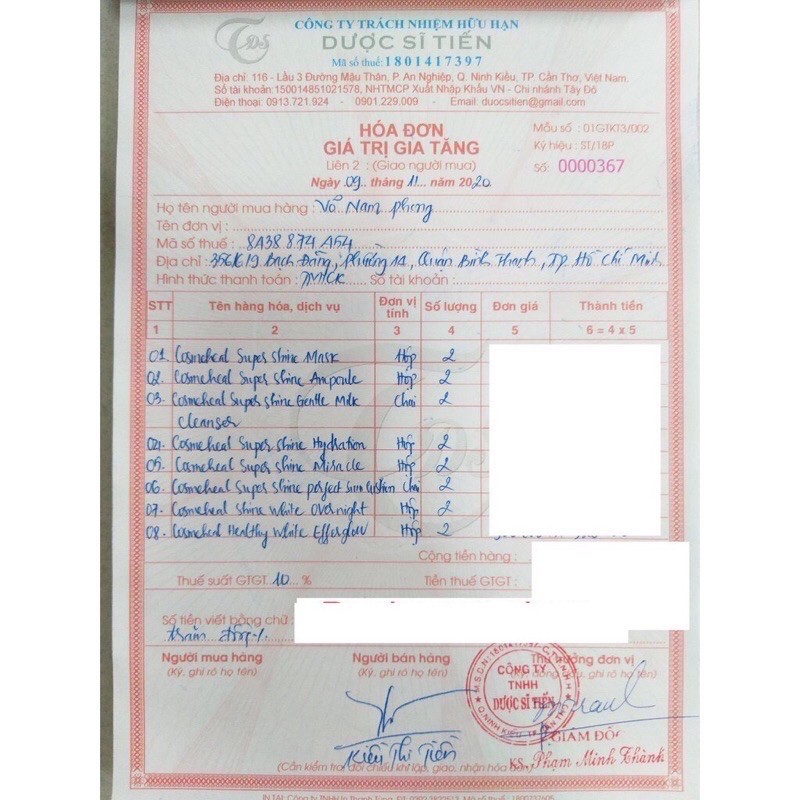 TDS
CÔNG TY TRÁCH NHIỆM HỮU HẠN
DƯỢC SĨ TIẾN
Mã số thuế: 1801417397
Địa chỉ: 116 - Lầu 3 Đường Mậu Thân, P. An Nghiệp, Q. Ninh Kiều, TP. Cần Thơ, Việt Nam.
Số tài khoản: 150014851021578, NHTMCP Xuất Nhập Khẩu VN - Chi nhánh Tây Đô
Điện thoại: 0913.721.924 - 0901.229.009 - Email: duocsitien@gmail.com
HÓA ĐƠN
GIÁ TRỊ GIA TĂNG
Liên 2 : (Giao người mua)
Ngày 09 tháng 11 năm 2020
Mẫu số : 01GTKT3/002
Ký hiệu : ST/18P
Số: 0000367
Họ tên người mua hàng : Võ Nam Phong
Tên đơn vị :
Mã số thuế : 8A38874A54
Địa chỉ : 356/K19 Bạch Đằng, Phường 14, Quận Bình Thạnh, TP. Hồ Chí Minh
Hình thức thanh toán : TM/CK Số tài khoản :
STT Tên hàng hóa, dịch vụ Đơn vị tính Số lượng Đơn giá Thành tiền
1 2 3 4 5 6 = 4 x 5
01. Cosmeheal Super Shine Mask Hộp 2
02. Cosmeheal Super Shine Ampoule Hộp 2
03. Cosmeheal Super Shine Gentle Milk Chai 2
Cleanser
04. Cosmeheal Super Shine Hydration Hộp 2
05. Cosmeheal Super Shine Miracle Hộp 2
06. Cosmeheal Super Shine Perfect Sun Chai 2
07. Cosmeheal Shine White Overnight Hộp 2
08. Cosmeheal Healthy White Efferglow Hộp 2
Cộng tiền hàng :
Thuế suất GTGT 10 % Tiền thuế GTGT :
Số tiền viết bằng chữ :
trăm đồng./.
Người mua hàng Người bán hàng Thủ trưởng đơn vị
(Ký, ghi rõ họ tên) (Ký, ghi rõ họ tên)
CÔNG TY
TNHH
DƯỢC SĨ TIẾN
Kiều Thị Tiền
GIÁM ĐỐC
KS. Phạm Minh Thành